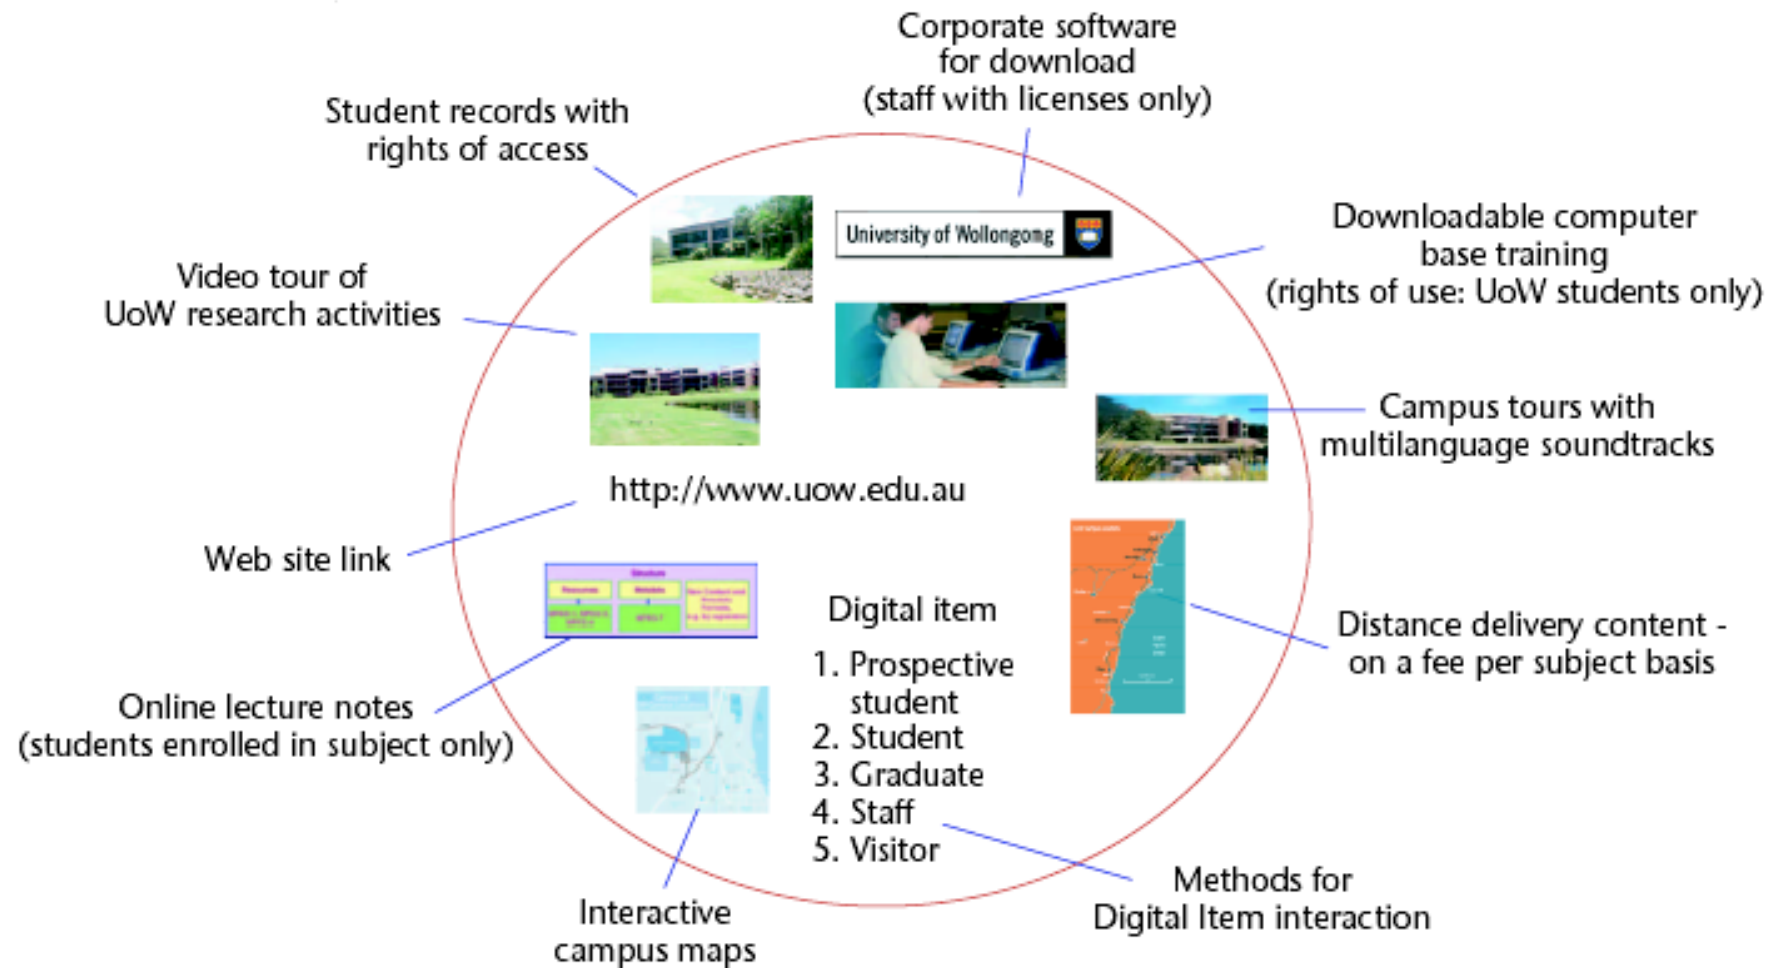 Corporate software
for download
(staff with licenses only)
Student records with
rights of access
Downloadable computer
base training
(rights of use: UoW students only)
University of Wollongomg
Video tour of
UoW research activities
Campus tours with
multilanguage soundtracks
http://www.uow.edu.au
Web site link
Structure
Resources
Metadata
Digital item
1. Prospective
student
2. Student
3. Graduate
4. Staff
5. Visitor
Distance delivery content -
on a fee per subject basis
Online lecture notes
(students enrolled in subject only)
Methods for
Digital Item interaction
Interactive
campus maps